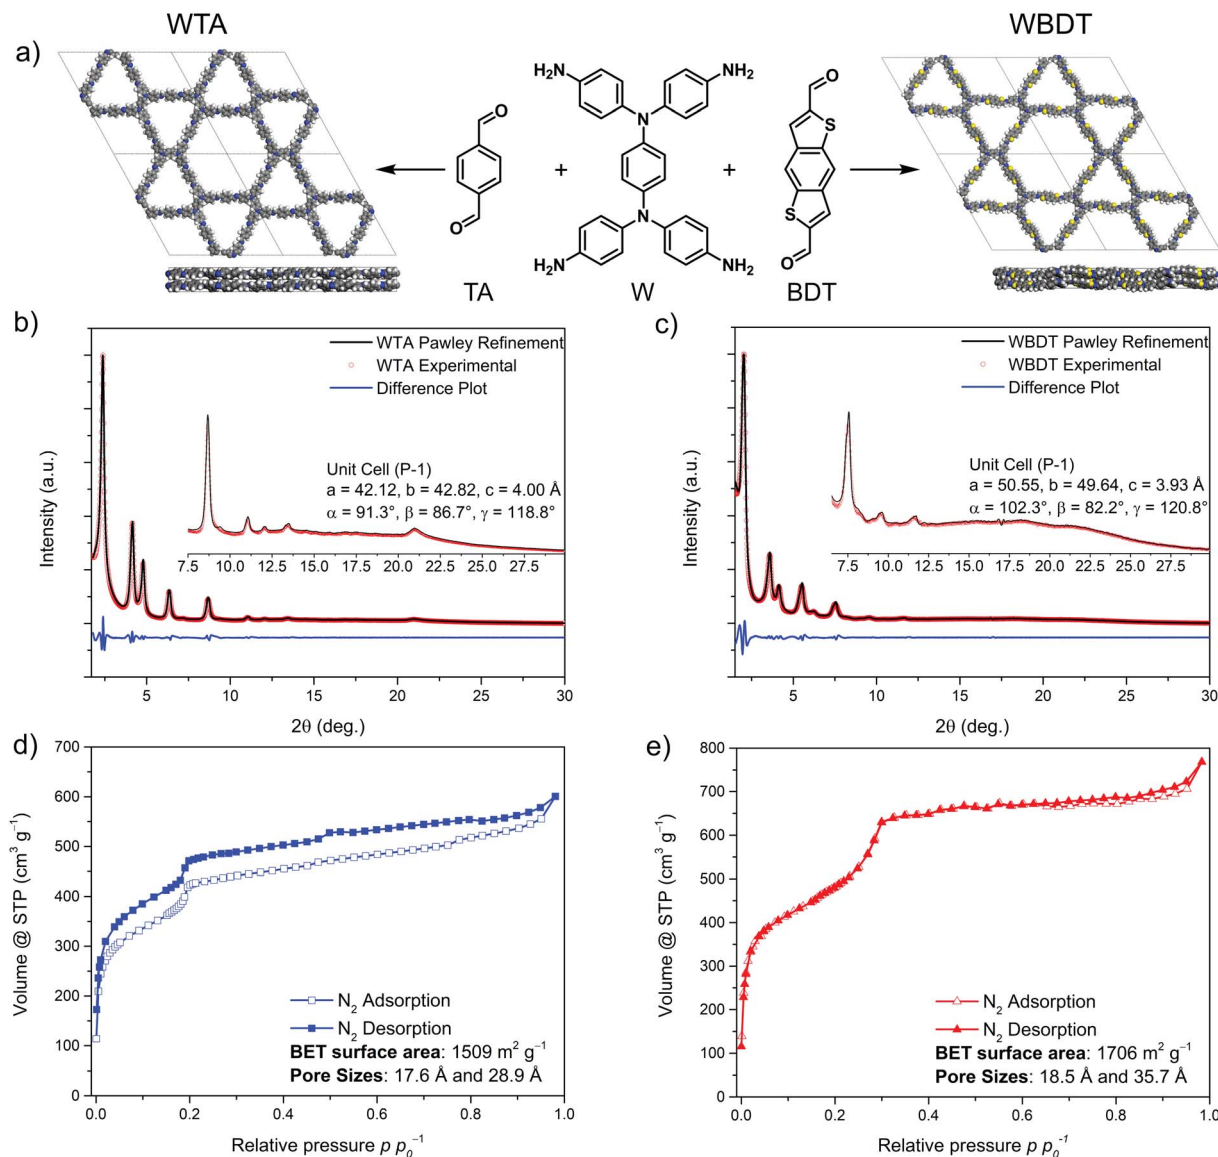 WTA
WBDT
a)
H2N
NH2
O
O
N
N
H2N
NH2
S
S
O
O
+
+
TA
W
BDT
b)
WTA Pawley Refinement
WTA Experimental
Difference Plot
Unit Cell (P-1)
a = 42.12, b = 42.82, c = 4.00 Å
α = 91.3°, β = 86.7°, γ = 118.8°
7.5 10.0 12.5 15.0 17.5 20.0 22.5 25.0 27.5
Intensity (a.u.)
5 10 15 20 25 30
2θ (deg.)
c)
WBDT Pawley Refinement
WBDT Experimental
Difference Plot
Unit Cell (P-1)
a = 50.55, b = 49.64, c = 3.93 Å
α = 102.3°, β = 82.2°, γ = 120.8°
7.5 10.0 12.5 15.0 17.5 20.0 22.5 25.0 27.5
Intensity (a.u.)
5 10 15 20 25 30
2θ (deg.)
d)
700
600
500
400
300
200
100
0
Volume @ STP (cm³ g⁻¹)
N₂ Adsorption
N₂ Desorption
BET surface area: 1509 m² g⁻¹
Pore Sizes: 17.6 Å and 28.9 Å
0.0 0.2 0.4 0.6 0.8 1.0
Relative pressure p p₀⁻¹
e)
800
700
600
500
400
300
200
100
0
Volume @ STP (cm³ g⁻¹)
N₂ Adsorption
N₂ Desorption
BET surface area: 1706 m² g⁻¹
Pore Sizes: 18.5 Å and 35.7 Å
0.0 0.2 0.4 0.6 0.8 1.0
Relative pressure p p₀⁻¹